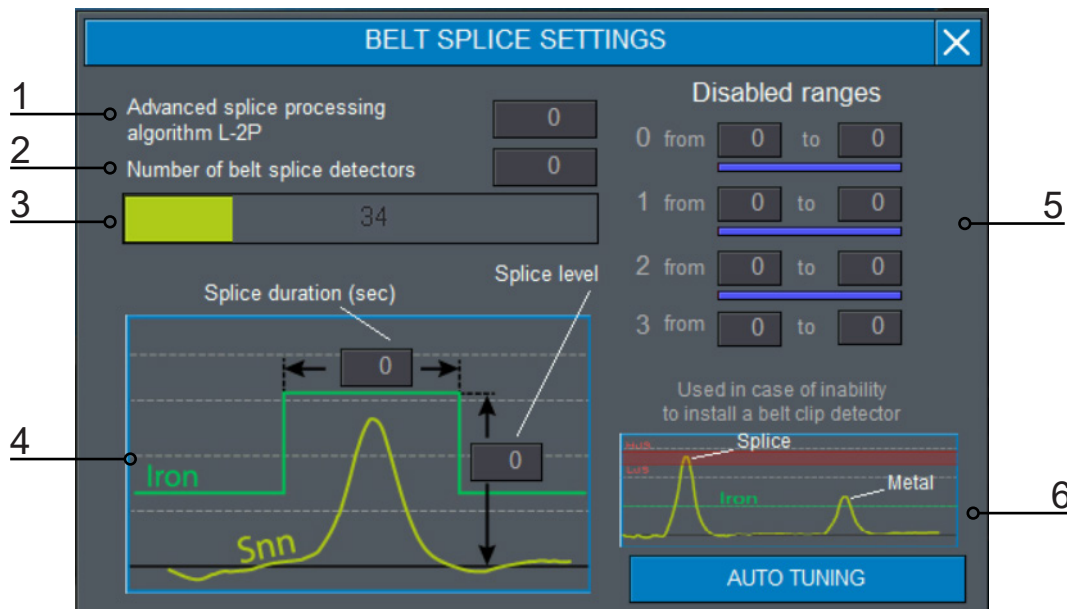 BELT SPLICE SETTINGS
1
Advanced splice processing
algorithm L-2P
0
2
Number of belt splice detectors
0
3
34
Disabled ranges
0 from 0 to 0
1 from 0 to 0
2 from 0 to 0
3 from 0 to 0
5
Splice duration (sec)
Splice level
0
0
4
Iron
Snn
Used in case of inability
to install a belt clip detector
Splice
Iron
Metal
6
AUTO TUNING